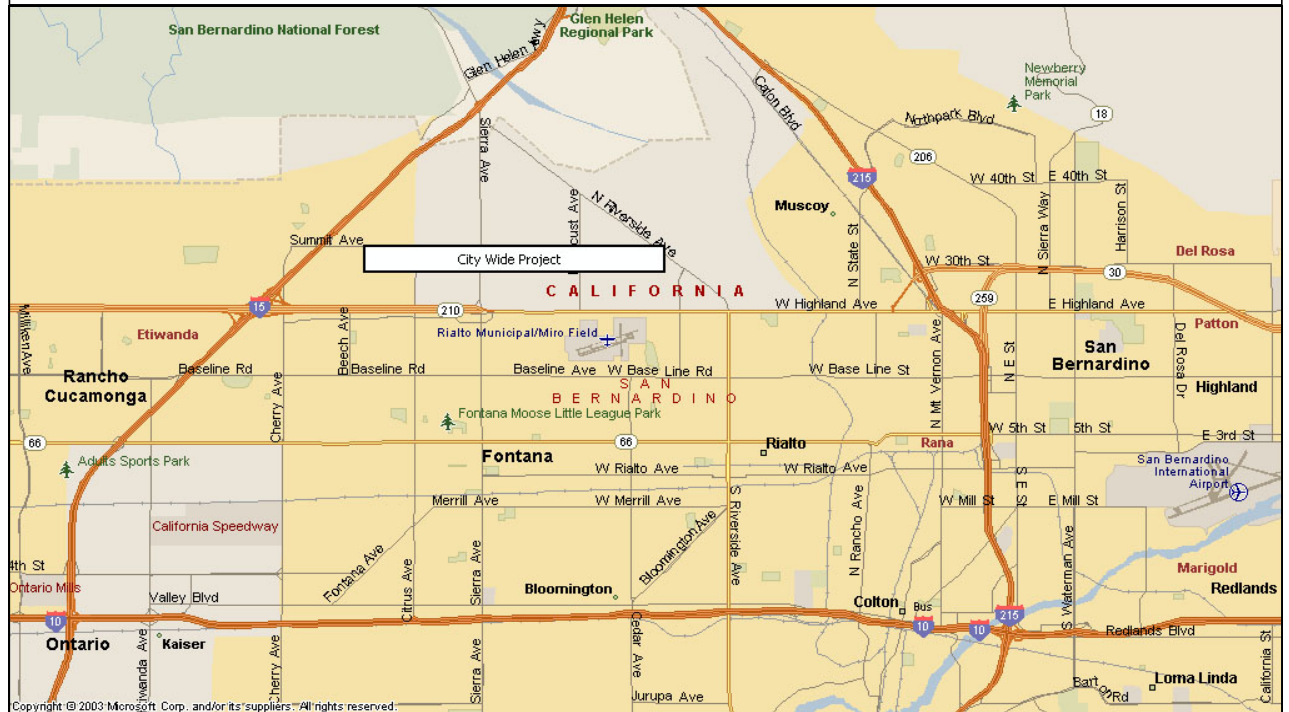 San Bernardino National Forest
Glen Helen
Regional Park
Glen Helen Pkwy
Newberry
Memorial
Park
18
Cajon Blvd
Northpark Blvd
206
Sierra Ave
215
W 40th St
E 40th St
N Riverside Ave
Muscoy
N State St
N Sierra Way
Harrison St
Summit Ave
City Wide Project
W 30th St
Del Rosa
30
CALIFORNIA
259
15
210
W Highland Ave
E Highland Ave
Milliken Ave
Etiwanda
Beech Ave
Rialto Municipal/Miro Field
N Mt Vernon Ave
N E St
San
Bernardino
Patton
Del Rosa Dr
Rancho
Cucamonga
Baseline Rd
Baseline Rd
Baseline Ave
W Base Line Rd
W Base Line St
Highland
SAN
BERNARDINO
Cherry Ave
Fontana Moose Little League Park
66
66
Rialto
Rana
W 5th St
5th St
E 3rd St
Adults Sports Park
Fontana
W Rialto Ave
W Rialto Ave
San Bernardino
International
Airport
Merrill Ave
W Merrill Ave
W Mill St
S E St
E Mill St
California Speedway
S Riverside Ave
N Rancho Ave
Fontana Ave
Bloomington Ave
4th St
Citrus Ave
Sierra Ave
S Waterman Ave
Marigold
Ontario Mills
Valley Blvd
Bloomington
Colton
Bus
Redlands
10
10
10
215
Redlands Blvd
Ontario
Kaiser
Etiwanda Ave
Cherry Ave
Sierra Ave
Cedar Ave
California St
Loma Linda
Barton Rd
Jurupa Ave
Copyright © 2003 Microsoft Corp. and/or its suppliers. All rights reserved.